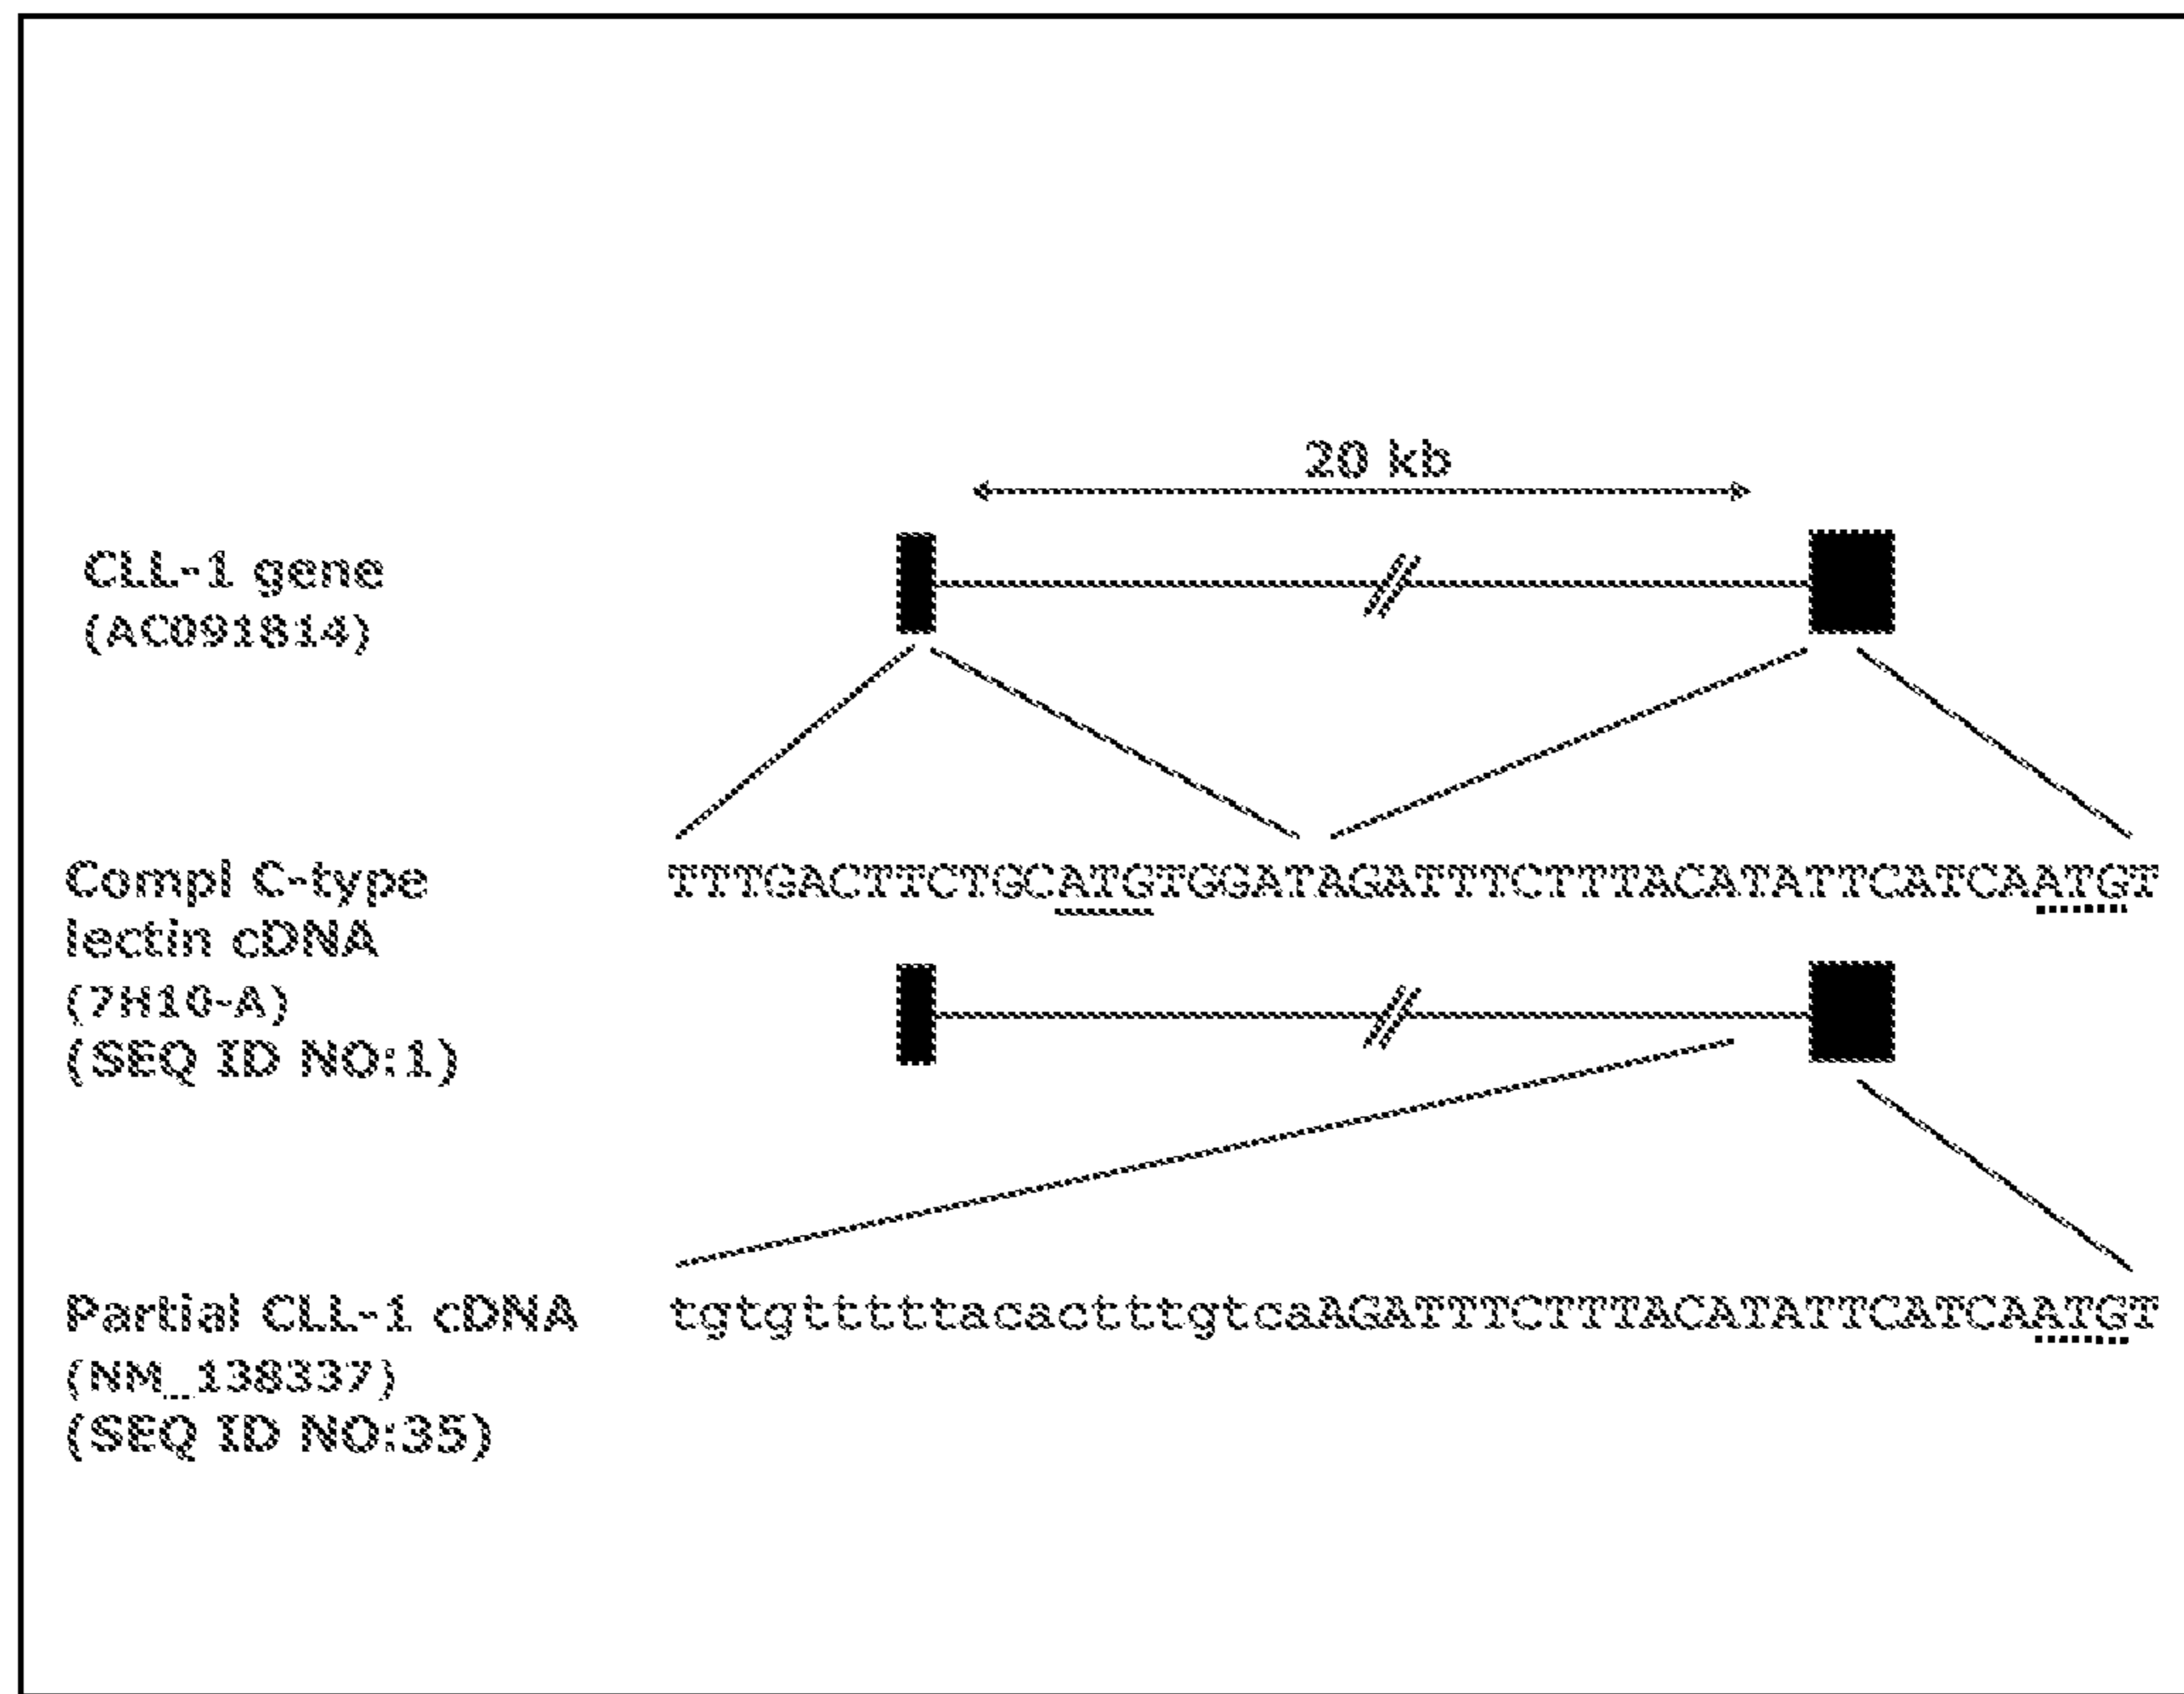 20 kb
CLL-1 gene
(AC091814)
Compl C-type
lectin cDNA
(7H10-A)
(SEQ ID NO:1)
TTTGACTTCTGCATGTGGATAGATTTCTTTACATATTCATCAATGT
Partial CLL-1 cDNA
(NM_138337)
(SEQ ID NO:35)
tgtgtttttacactttgtcaAGATTTCTTTACATATTCATCAATGT